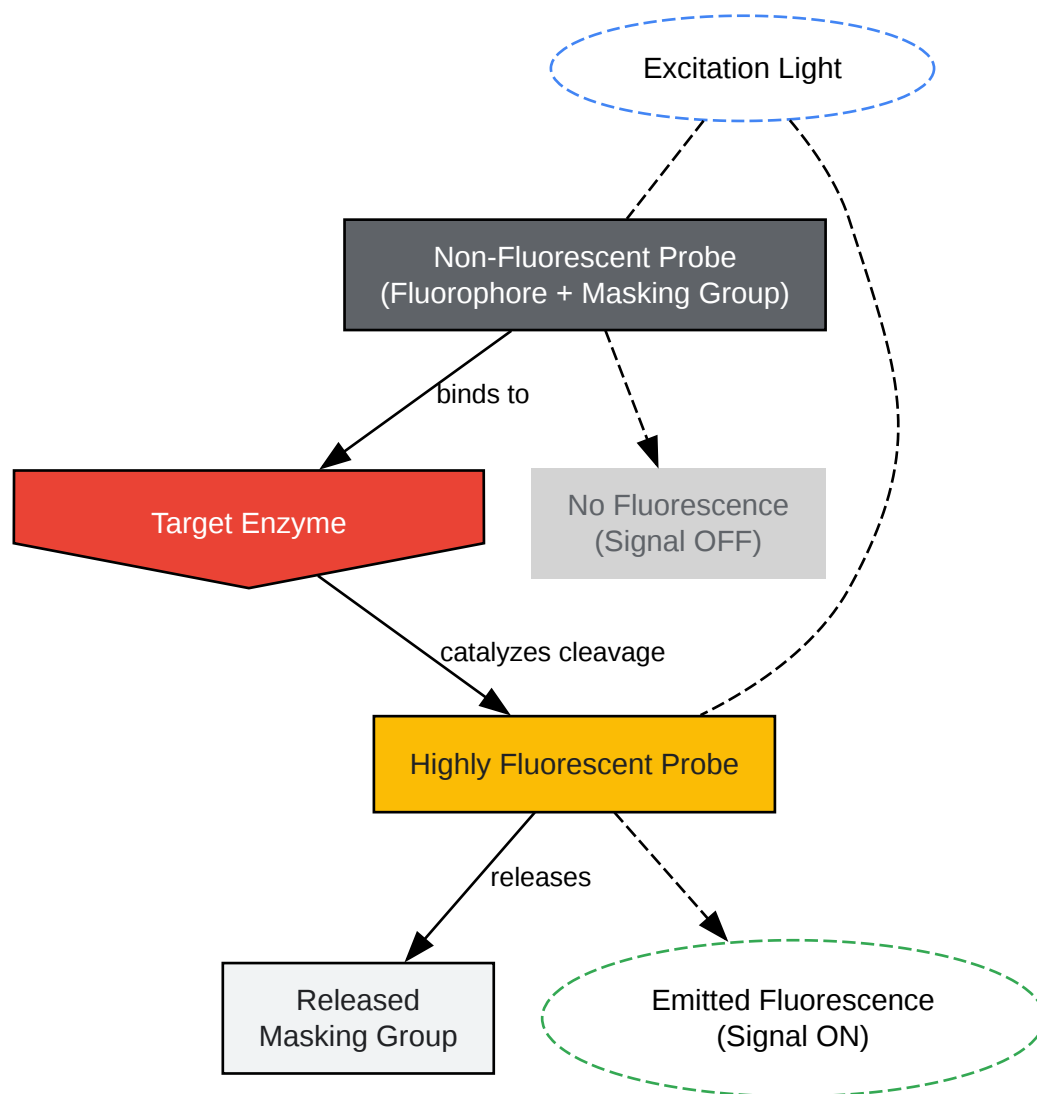 Excitation Light
Non-Fluorescent Probe
(Fluorophore + Masking Group)
binds to
Target Enzyme
No Fluorescence
(Signal OFF)
catalyzes cleavage
Highly Fluorescent Probe
releases
Released
Masking Group
Emitted Fluorescence
(Signal ON)